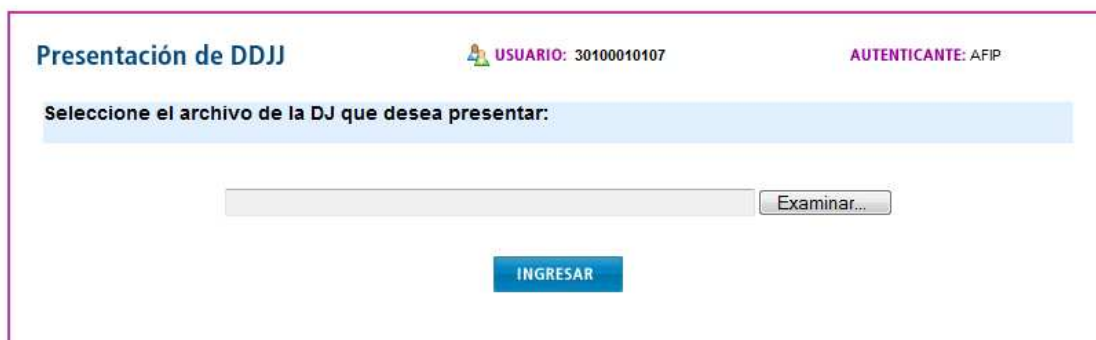 Presentación de DDJJ USUARIO: 30100010107 AUTENTICANTE: AFIP
Seleccione el archivo de la DJ que desea presentar:
Examinar...
INGRESAR